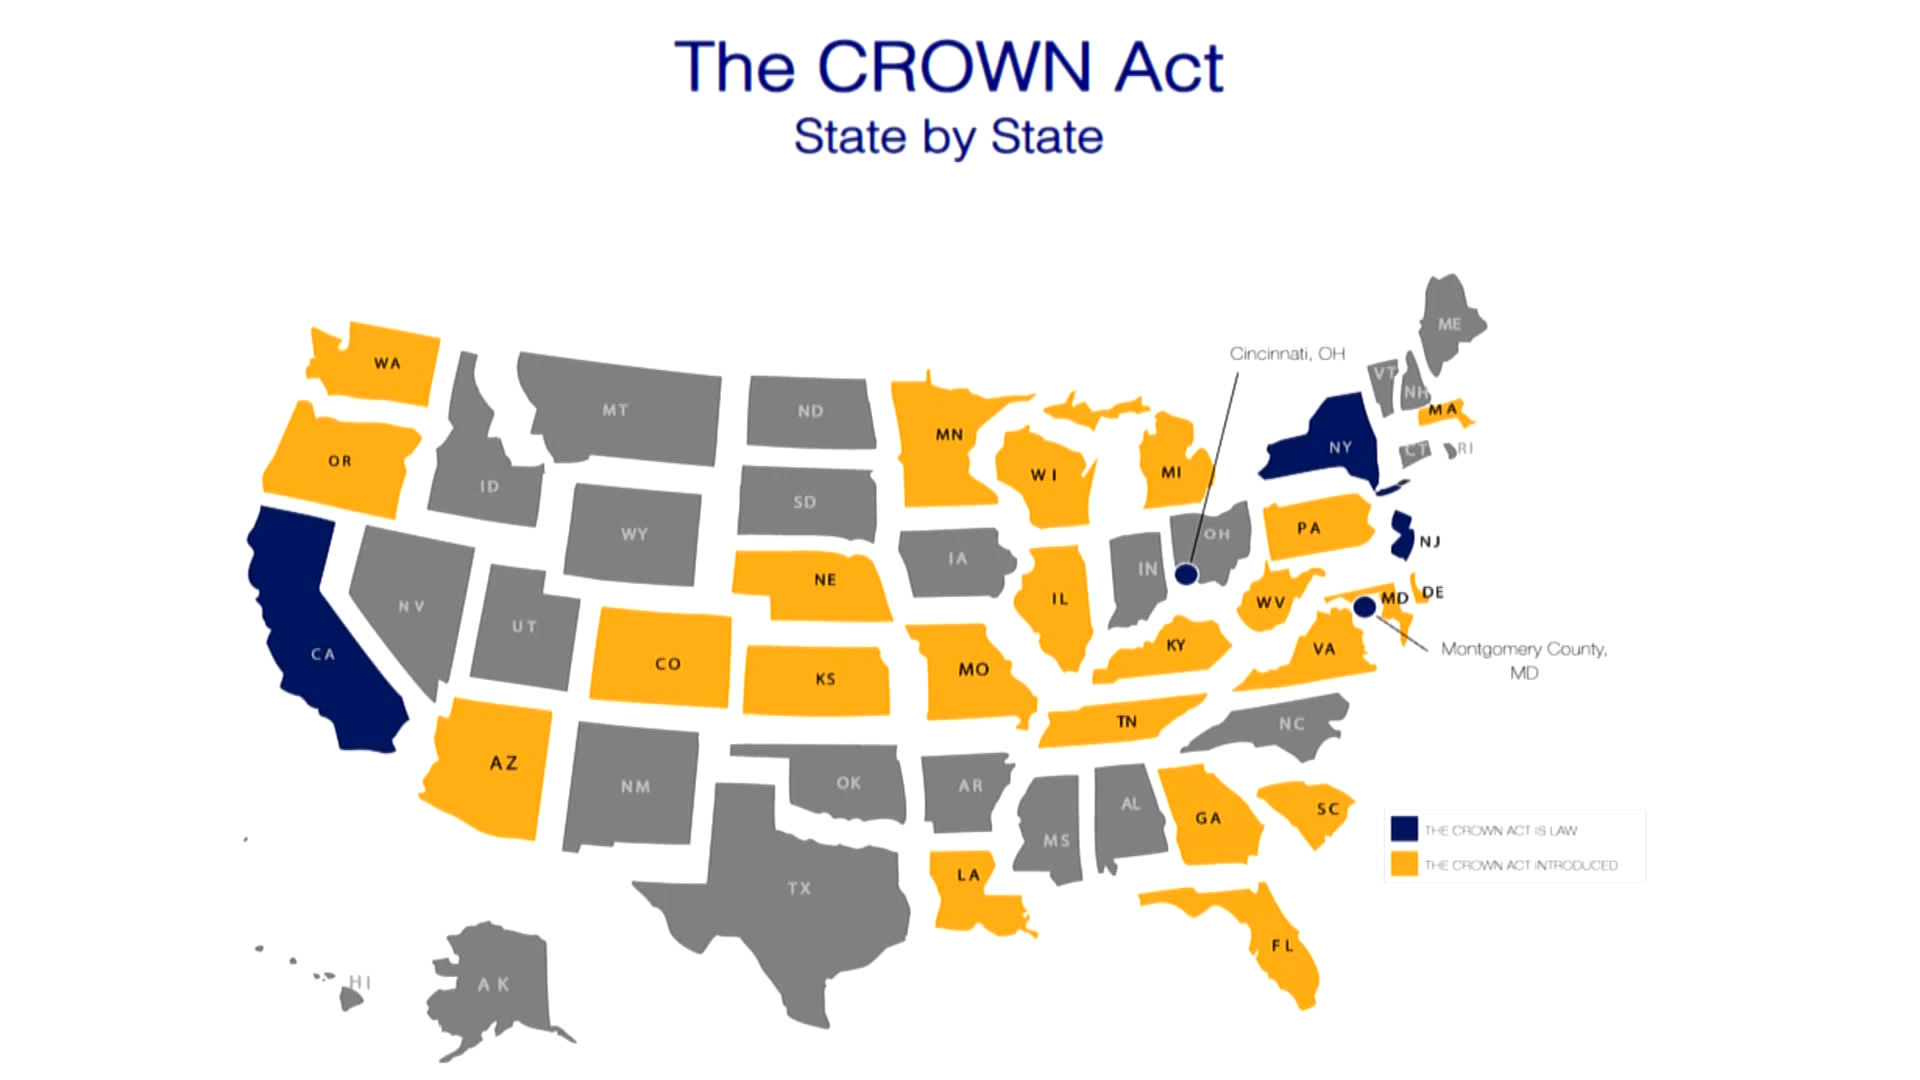 The CROWN Act
State by State
Cincinnati, OH
ME
WA
VT
NH
MT
ND
MA
MN
NY
CT
RI
OR
WI
MI
ID
SD
PA
WY
OH
NJ
IA
IN
NE
DE
MD
IL
WV
NV
UT
KY
VA
Montgomery County,
MD
CA
CO
KS
MO
TN
NC
AZ
NM
OK
AR
AL
SC
GA
MS
THE CROWN ACT IS LAW
THE CROWN ACT INTRODUCED
LA
TX
FL
HI
AK